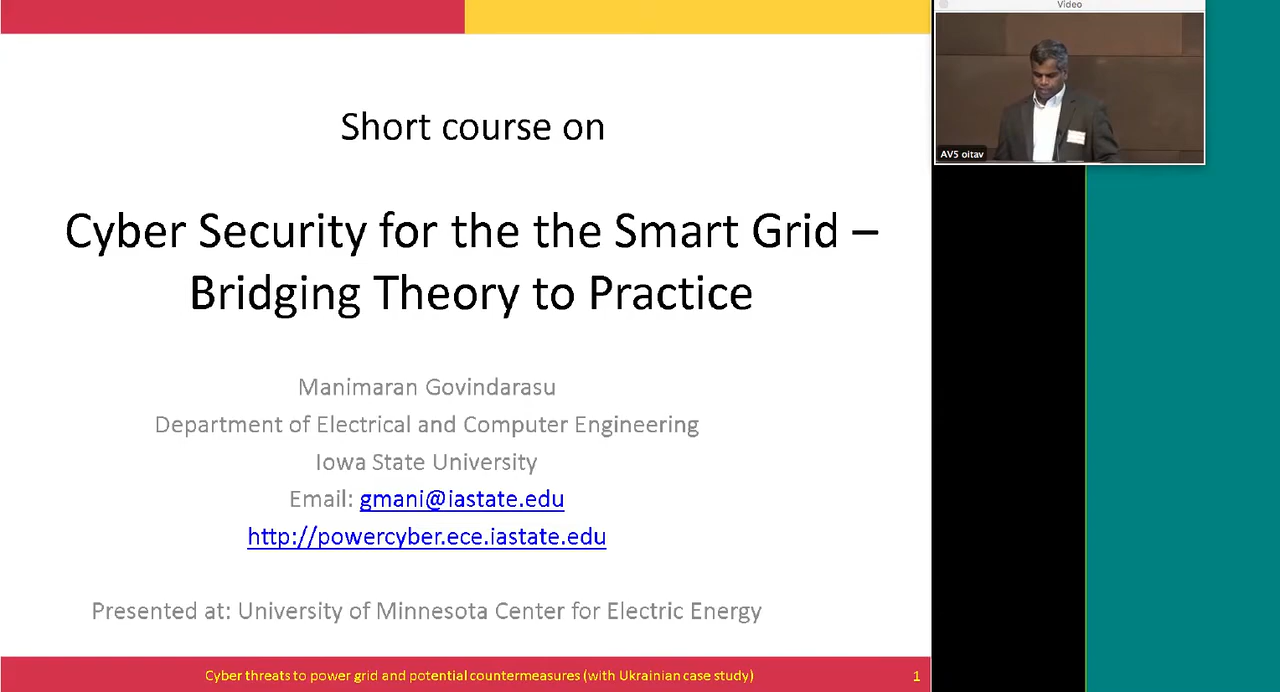 Short course on
Cyber Security for the the Smart Grid –
Bridging Theory to Practice
Manimaran Govindarasu
Department of Electrical and Computer Engineering
Iowa State University
Email: gmani@iastate.edu
http://powercyber.ece.iastate.edu
Presented at: University of Minnesota Center for Electric Energy
Cyber threats to power grid and potential countermeasures (with Ukrainian case study) 1
Video
AV5 oitav